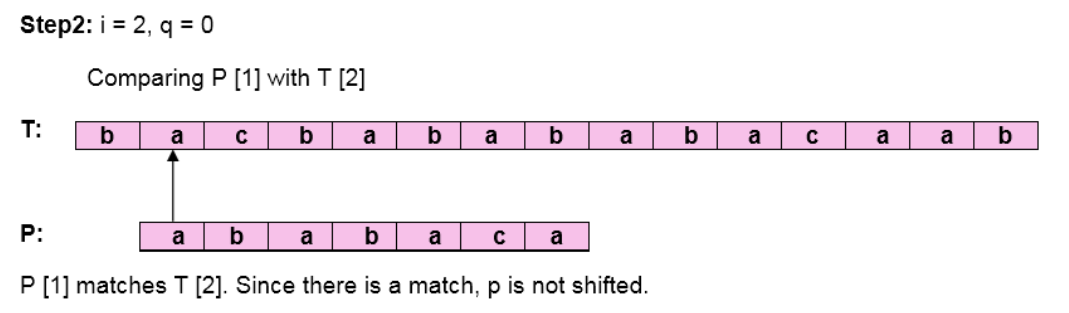 Step2: i = 2, q = 0
Comparing P [1] with T [2]
T: b a c b a b a b a b a c a a b
P: a b a b a c a
P [1] matches T [2]. Since there is a match, p is not shifted.